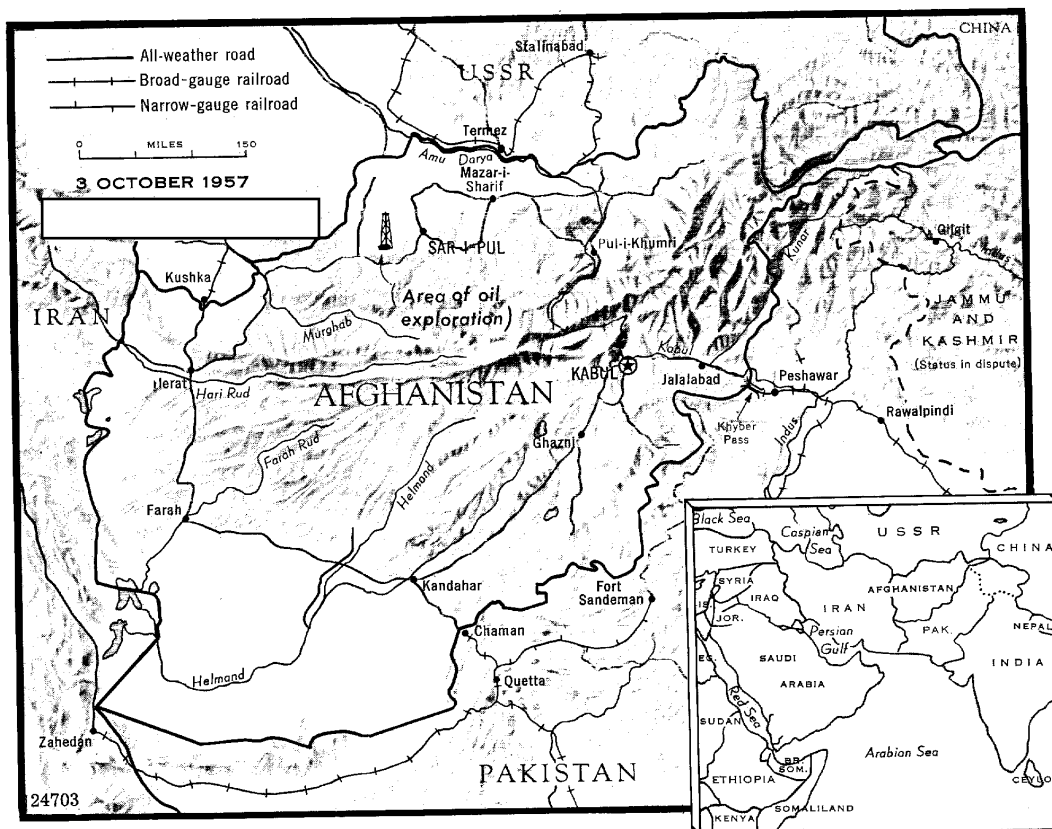 CHINA
All-weather road
Broad-gauge railroad
Narrow-gauge railroad
0 MILES 150
3 OCTOBER 1957
USSR
Stalinabad
Termez
Amu Darya
Mazar-i-
Sharif
SAR-I-PUL
Pul-i-Khumri
Kunar
Gilgit
Indus
Kushka
IRAN
Area of oil
exploration)
Murghab
JAMMU
AND
KASHMIR
(Status in dispute)
Herat
Hari Rud
AFGHANISTAN
KABUL
Kabul
Jalalabad
Peshawar
Khyber
Pass
Indus
Rawalpindi
Ghazni
Farah Rud
Helmand
Farah
Kandahar
Fort
Sandeman
Chaman
Helmand
Quetta
Zahedan
PAKISTAN
24703
Black Sea
Caspian
Sea
USSR
TURKEY
CHINA
SYRIA
IRAQ
IS.
JOR.
IRAN
AFGHANISTAN
PAK.
NEPAL
Persian
Gulf
EG.
SAUDI
ARABIA
INDIA
Red Sea
SUDAN
Arabian Sea
BR.
SOM.
ETHIOPIA
SOMALILAND
KENYA
CEYLO